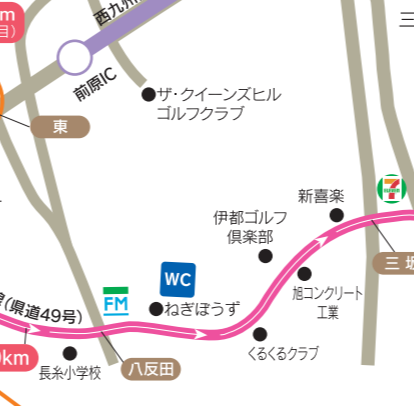 西九州
前原IC
ザ・クイーンズヒル
ゴルフクラブ
東
新喜楽
伊都ゴルフ
倶楽部
三坂
WC
旭コンクリート
工業
FM
ねぎぼうず
(県道49号)
くるくるクラブ
長糸小学校
八反田